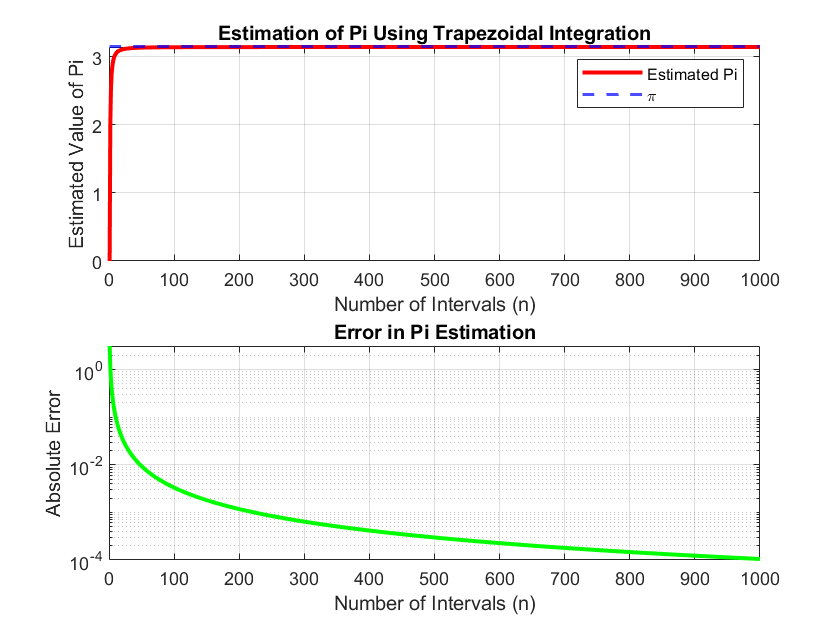 Estimation of Pi Using Trapezoidal Integration
Estimated Value of Pi
3
2
1
0
Estimated Pi
π
0 100 200 300 400 500 600 700 800 900 1000
Number of Intervals (n)
Error in Pi Estimation
Absolute Error
10^0
10^-2
10^-4
0 100 200 300 400 500 600 700 800 900 1000
Number of Intervals (n)